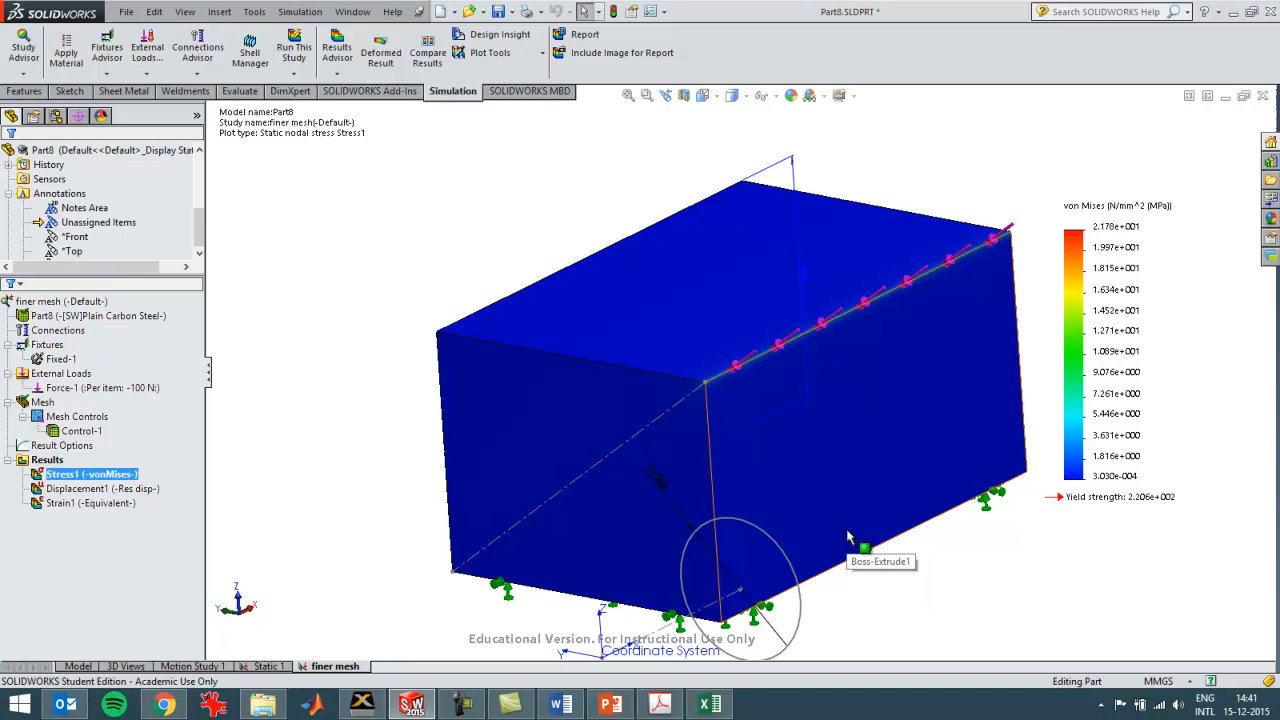 SOLIDWORKS
File
Edit
View
Insert
Tools
Simulation
Window
Help
Part8.SLDPRT *
Search SOLIDWORKS Help
Study
Advisor
Apply
Material
Fixtures
Advisor
External
Loads...
Connections
Advisor
Shell
Manager
Run This
Study
Results
Advisor
Deformed
Result
Compare
Results
Design Insight
Plot Tools
Report
Include Image for Report
Features
Sketch
Sheet Metal
Weldments
Evaluate
DimXpert
SOLIDWORKS Add-Ins
Simulation
SOLIDWORKS MBD
Model name:Part8
Study name:finer mesh(-Default-)
Plot type: Static nodal stress Stress1
Part8 (Default<<Default>_Display Stat
History
Sensors
Annotations
Notes Area
Unassigned Items
*Front
*Top
finer mesh (-Default-)
Part8 (-[SW]Plain Carbon Steel-)
Connections
Fixtures
Fixed-1
External Loads
Force-1 (:Per item: -100 N:)
Mesh
Mesh Controls
Control-1
Result Options
Results
Stress1 (-vonMises-)
Displacement1 (-Res disp-)
Strain1 (-Equivalent-)
von Mises (N/mm^2 (MPa))
2.178e+001
1.997e+001
1.815e+001
1.634e+001
1.452e+001
1.271e+001
1.089e+001
9.076e+000
7.261e+000
5.446e+000
3.631e+000
1.816e+000
3.030e-004
Yield strength: 2.206e+002
Boss-Extrude1
Z
Y
X
Z
Y
Educational Version. For Instructional Use Only
Coordinate System
Model
3D Views
Motion Study 1
Static 1
finer mesh
SOLIDWORKS Student Edition - Academic Use Only
Editing Part
MMGS
ENG
INTL
14:41
15-12-2015